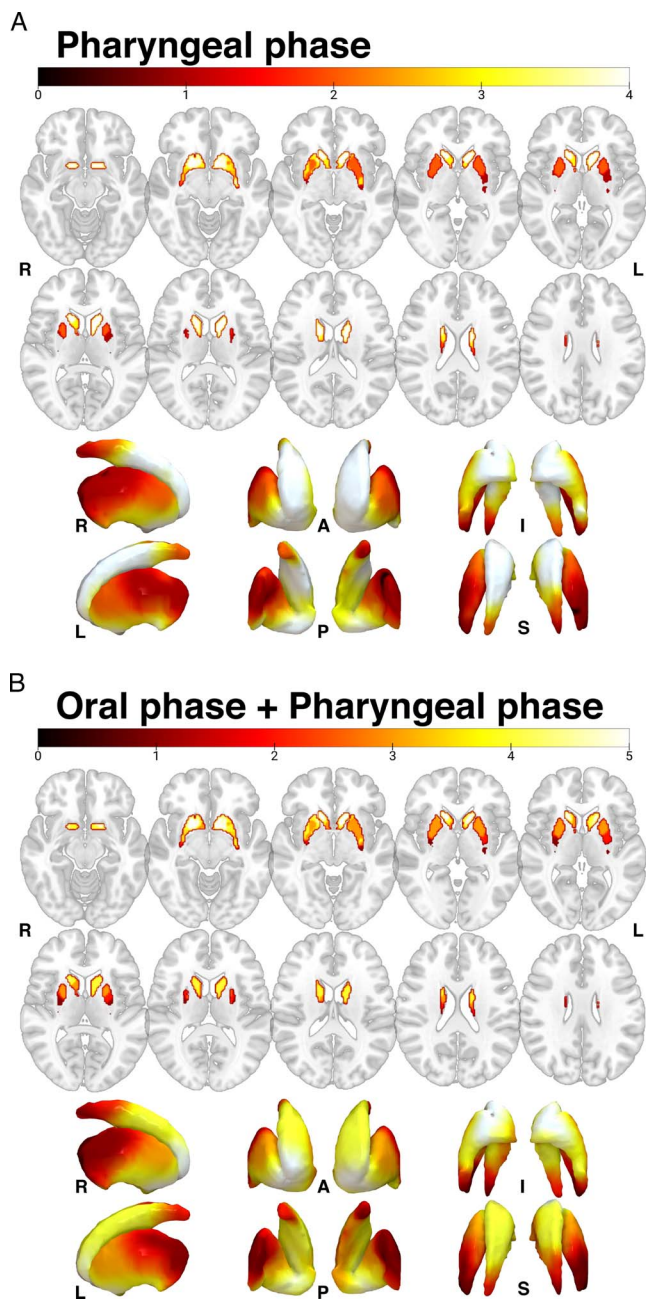 A
Pharyngeal phase
0 1 2 3 4
R L
R A I
L P S
B
Oral phase + Pharyngeal phase
0 1 2 3 4 5
R L
R A I
L P S